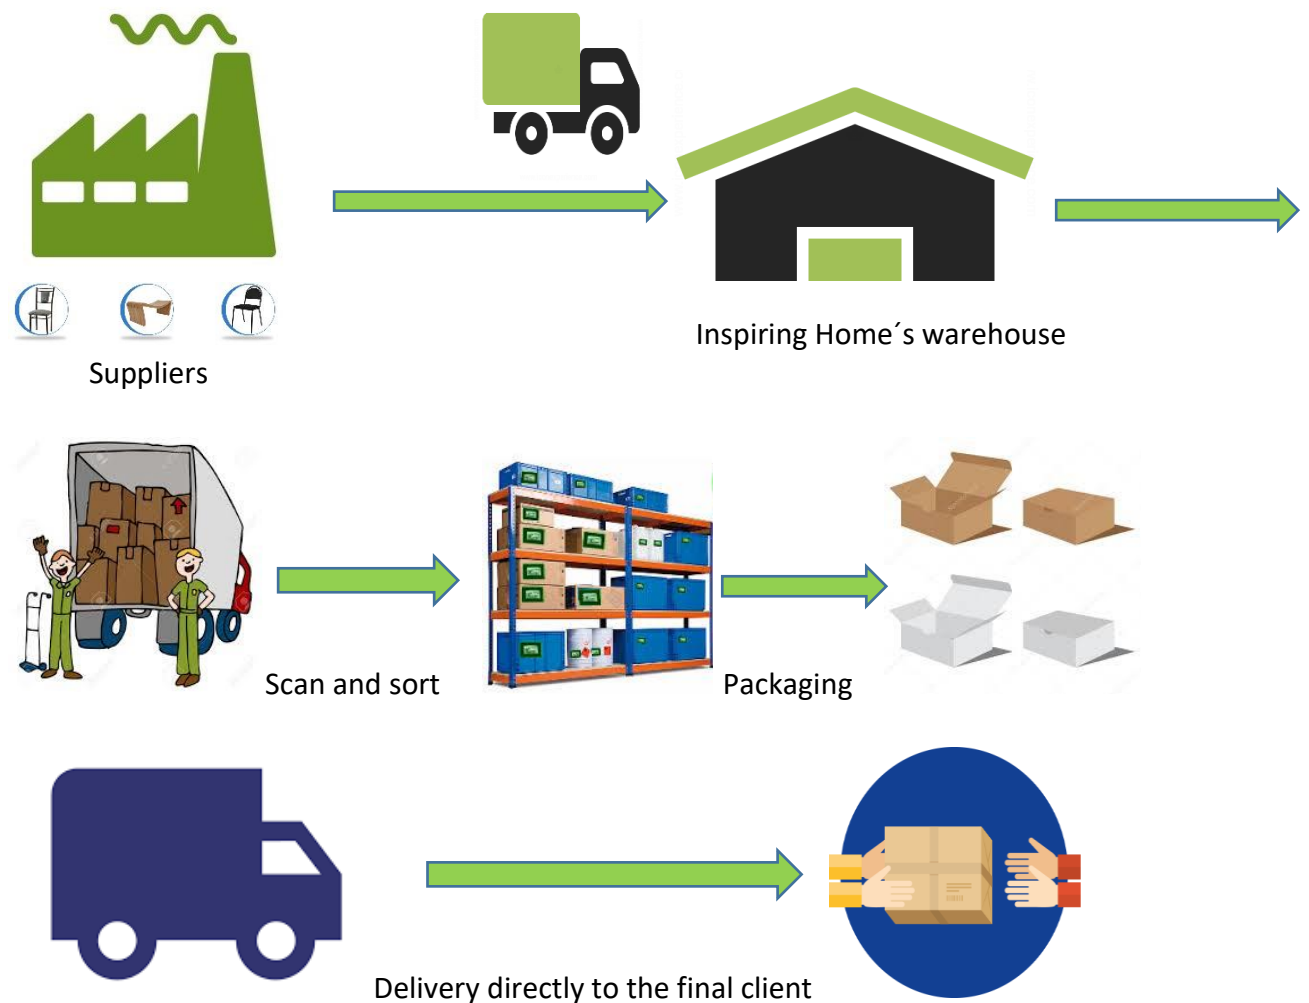 Inspiring Home´s warehouse
Suppliers
Scan and sort
Packaging
Delivery directly to the final client